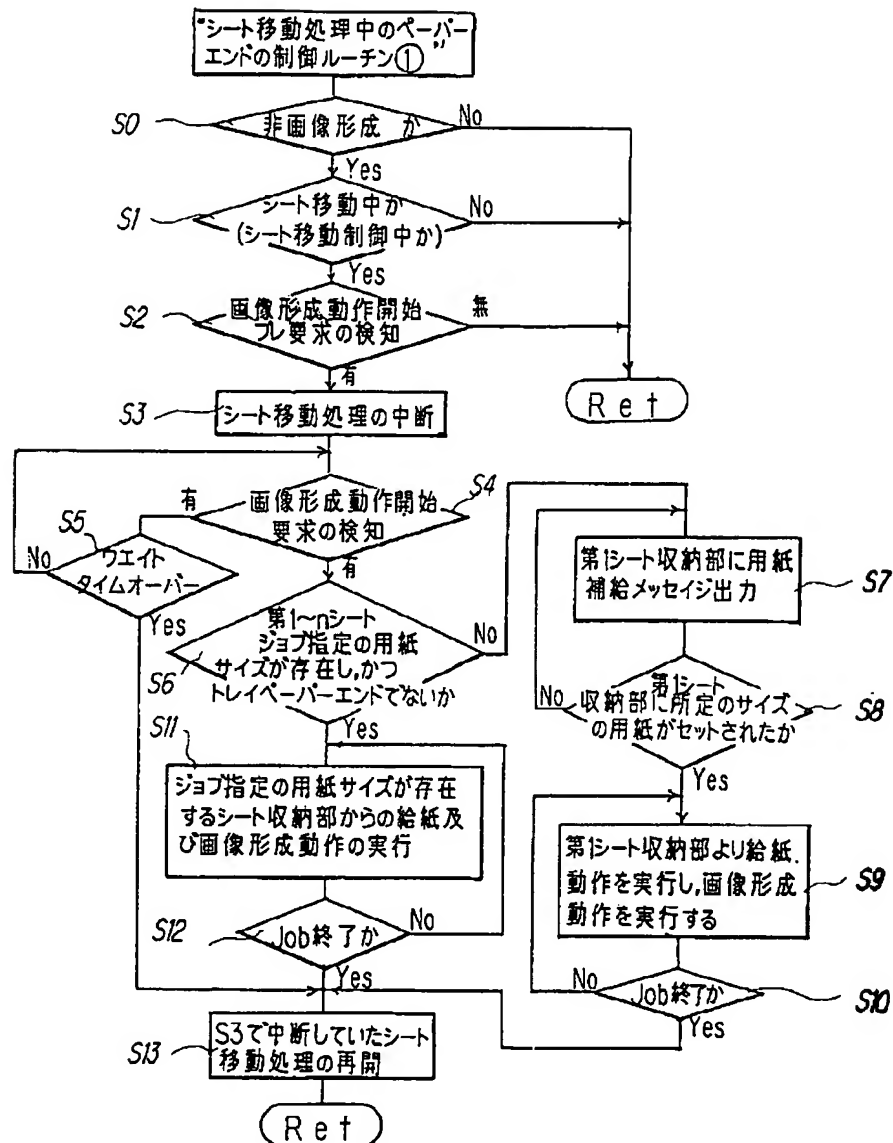 “シート移動処理中のペーパー
エンドの制御ルーチン①”
S0
非画像形成 か
No
Yes
S1
シート移動中か
(シート移動制御中か)
No
Yes
S2
画像形成動作開始
プレ要求の検知
無
有
S3
シート移動処理の中断
Ret
S4
有
画像形成動作開始
要求の検知
有
S5
No
ウエイト
タイムオーバー
Yes
S6
第1~nシート
ジョブ指定の用紙
サイズが存在し,かつ
トレイペーパーエンドでないか
No
Yes
S7
第1シート収納部に用紙
補給メッセイジ出力
S8
No
第1シート
収納部に所定のサイズ
の用紙がセットされたか
Yes
S11
ジョブ指定の用紙サイズが存在
するシート収納部からの給紙及
び画像形成動作の実行
S9
第1シート収納部より給紙.
動作を実行し,画像形成
動作を実行する
S12
Job終了か
No
Yes
S10
No
Job終了か
Yes
S13
S3で中断していたシート
移動処理の再開
Ret